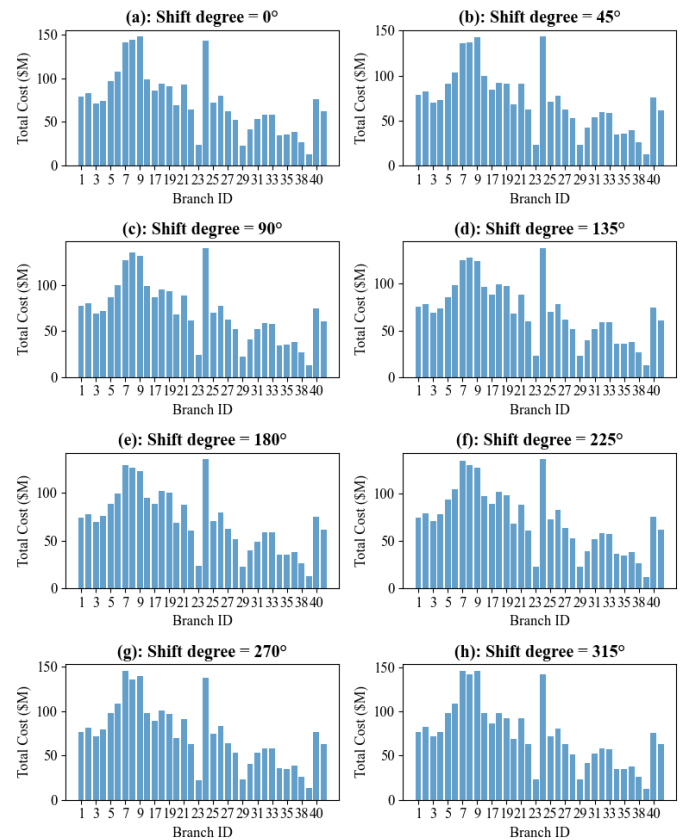 (a): Shift degree = 0°
150
100
50
0
Total Cost ($M)
1 3 5 7 9 17 19 21 23 25 27 29 31 33 35 38 40
Branch ID
(b): Shift degree = 45°
150
100
50
0
Total Cost ($M)
1 3 5 7 9 17 19 21 23 25 27 29 31 33 35 38 40
Branch ID
(c): Shift degree = 90°
100
50
0
Total Cost ($M)
1 3 5 7 9 17 19 21 23 25 27 29 31 33 35 38 40
Branch ID
(d): Shift degree = 135°
100
50
0
Total Cost ($M)
1 3 5 7 9 17 19 21 23 25 27 29 31 33 35 38 40
Branch ID
(e): Shift degree = 180°
100
50
0
Total Cost ($M)
1 3 5 7 9 17 19 21 23 25 27 29 31 33 35 38 40
Branch ID
(f): Shift degree = 225°
100
50
0
Total Cost ($M)
1 3 5 7 9 17 19 21 23 25 27 29 31 33 35 38 40
Branch ID
(g): Shift degree = 270°
150
100
50
0
Total Cost ($M)
1 3 5 7 9 17 19 21 23 25 27 29 31 33 35 38 40
Branch ID
(h): Shift degree = 315°
150
100
50
0
Total Cost ($M)
1 3 5 7 9 17 19 21 23 25 27 29 31 33 35 38 40
Branch ID